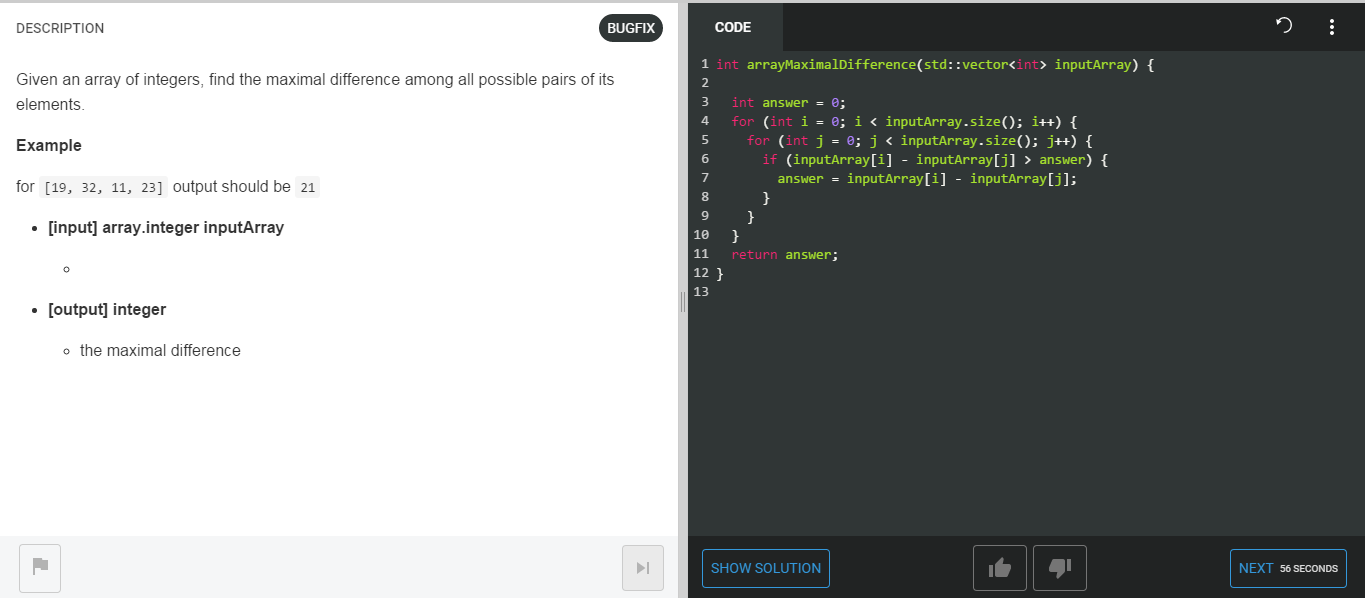 DESCRIPTION
BUGFIX
Given an array of integers, find the maximal difference among all possible pairs of its
elements.
Example
for [19, 32, 11, 23] output should be 21
[input] array.integer inputArray
[output] integer
the maximal difference
CODE
1 int arrayMaximalDifference(std::vector<int> inputArray) {
2
3   int answer = 0;
4   for (int i = 0; i < inputArray.size(); i++) {
5     for (int j = 0; j < inputArray.size(); j++) {
6       if (inputArray[i] - inputArray[j] > answer) {
7         answer = inputArray[i] - inputArray[j];
8       }
9     }
10   }
11   return answer;
12 }
13
SHOW SOLUTION
NEXT 56 SECONDS